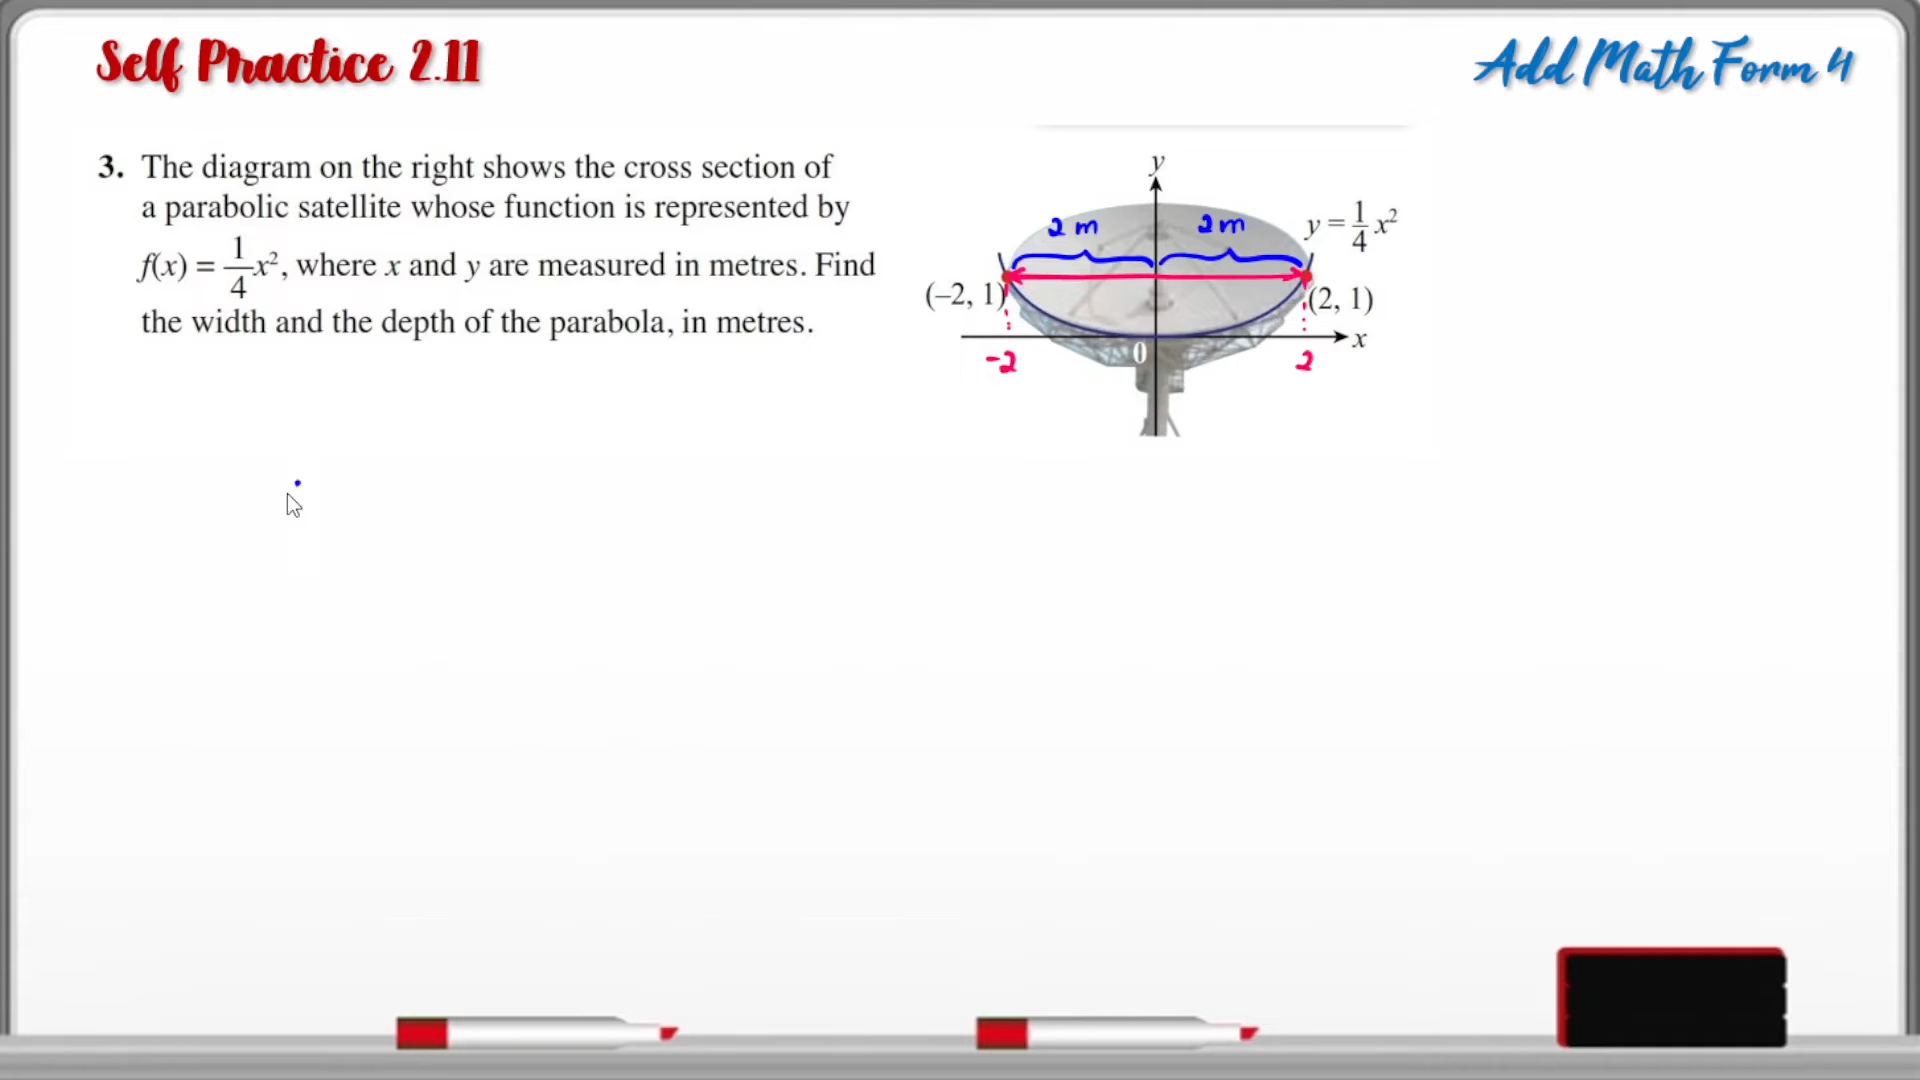 Self Practice 2.11
Add Math Form 4
3. The diagram on the right shows the cross section of
a parabolic satellite whose function is represented by
f(x) = 1/4 x², where x and y are measured in metres. Find
the width and the depth of the parabola, in metres.
y
2 m
2 m
y = 1/4 x²
(–2, 1)
(2, 1)
x
0
-2
2